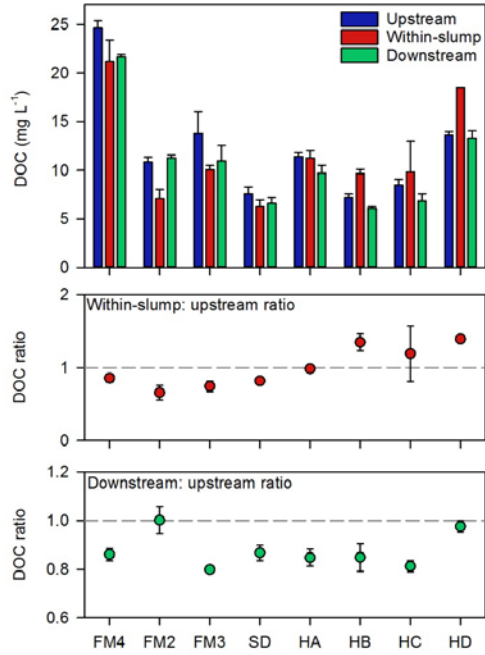 25
20
15
10
5
0
DOC (mg L⁻¹)
Upstream
Within-slump
Downstream
2
1
0
DOC ratio
Within-slump: upstream ratio
1.2
1.0
0.8
0.6
DOC ratio
Downstream: upstream ratio
FM4 FM2 FM3 SD HA HB HC HD